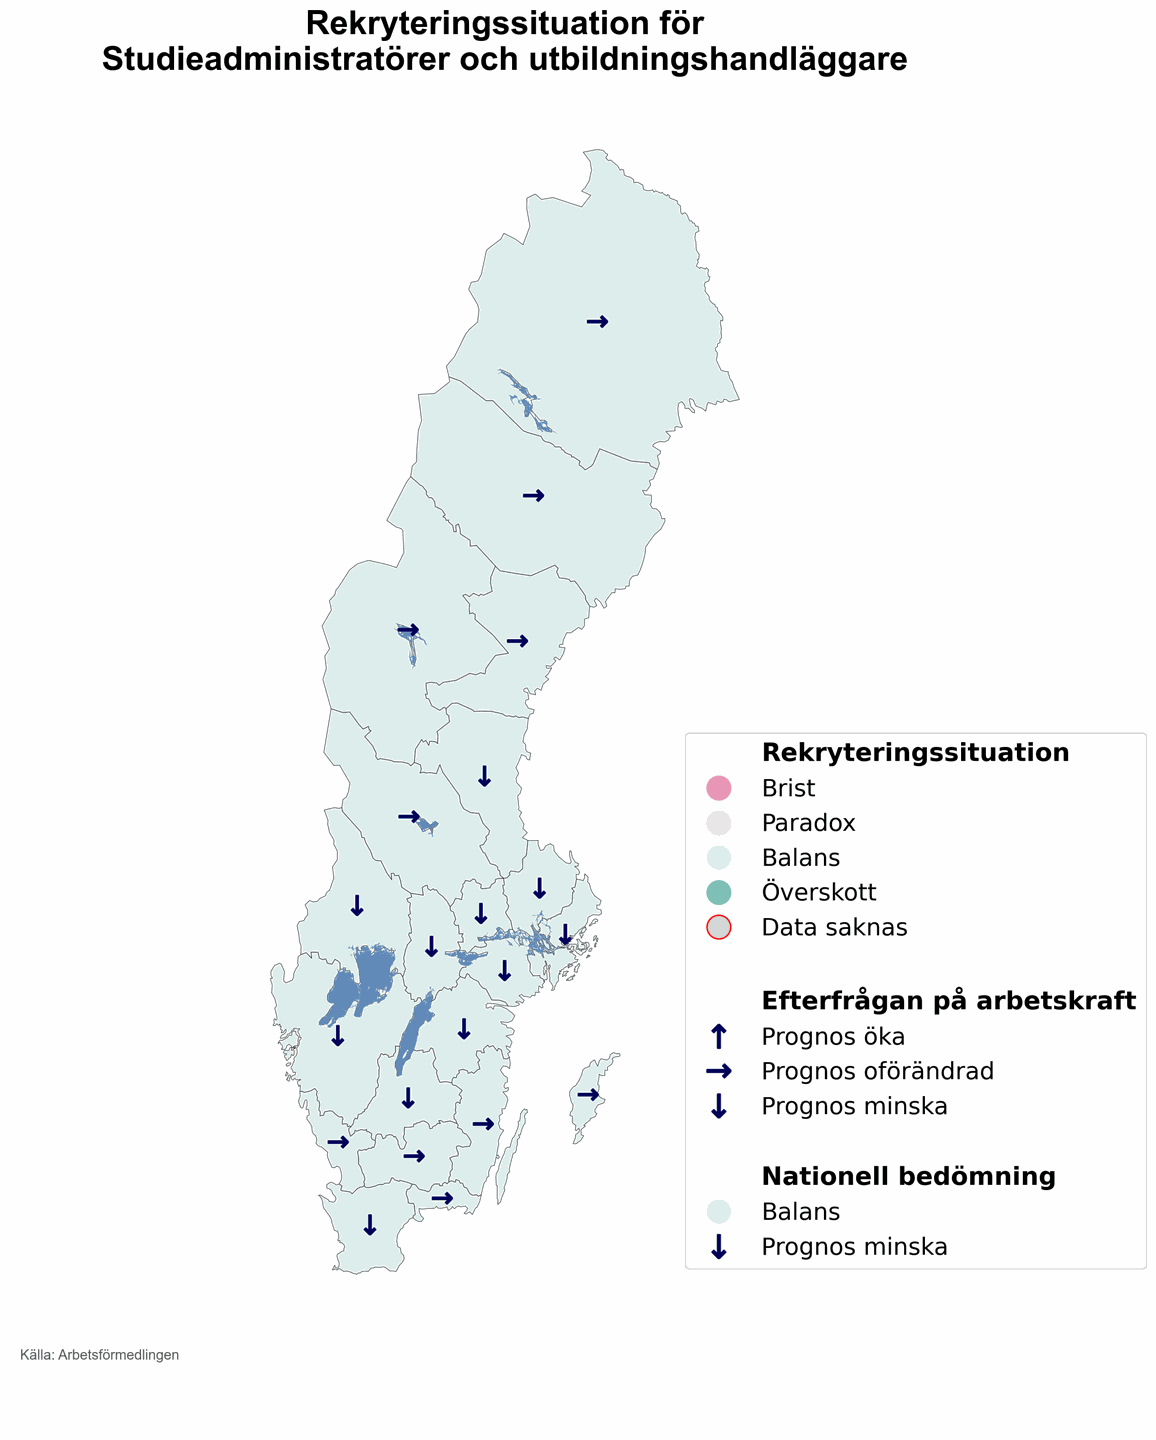 Rekryteringssituation för
Studieadministratörer och utbildningshandläggare
Rekryteringssituation
Brist
Paradox
Balans
Överskott
Data saknas
Efterfrågan på arbetskraft
Prognos öka
Prognos oförändrad
Prognos minska
Nationell bedömning
Balans
Prognos minska
Källa: Arbetsförmedlingen